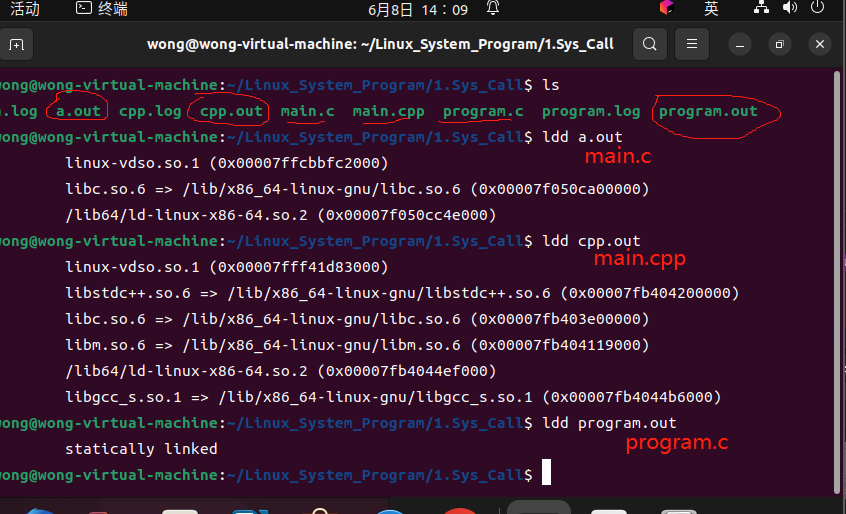 活动 终端 6月8日 14：09 英
wong@wong-virtual-machine: ~/Linux_System_Program/1.Sys_Call
wong@wong-virtual-machine:~/Linux_System_Program/1.Sys_Call$ ls
.log a.out cpp.log cpp.out main.c main.cpp program.c program.log program.out
wong@wong-virtual-machine:~/Linux_System_Program/1.Sys_Call$ ldd a.out
main.c
linux-vdso.so.1 (0x00007ffcbbfc2000)
libc.so.6 => /lib/x86_64-linux-gnu/libc.so.6 (0x00007f050ca00000)
/lib64/ld-linux-x86-64.so.2 (0x00007f050cc4e000)
wong@wong-virtual-machine:~/Linux_System_Program/1.Sys_Call$ ldd cpp.out
main.cpp
linux-vdso.so.1 (0x00007fff41d83000)
libstdc++.so.6 => /lib/x86_64-linux-gnu/libstdc++.so.6 (0x00007fb404200000)
libc.so.6 => /lib/x86_64-linux-gnu/libc.so.6 (0x00007fb403e00000)
libm.so.6 => /lib/x86_64-linux-gnu/libm.so.6 (0x00007fb404119000)
/lib64/ld-linux-x86-64.so.2 (0x00007fb4044ef000)
libgcc_s.so.1 => /lib/x86_64-linux-gnu/libgcc_s.so.1 (0x00007fb4044b6000)
wong@wong-virtual-machine:~/Linux_System_Program/1.Sys_Call$ ldd program.out
program.c
statically linked
wong@wong-virtual-machine:~/Linux_System_Program/1.Sys_Call$